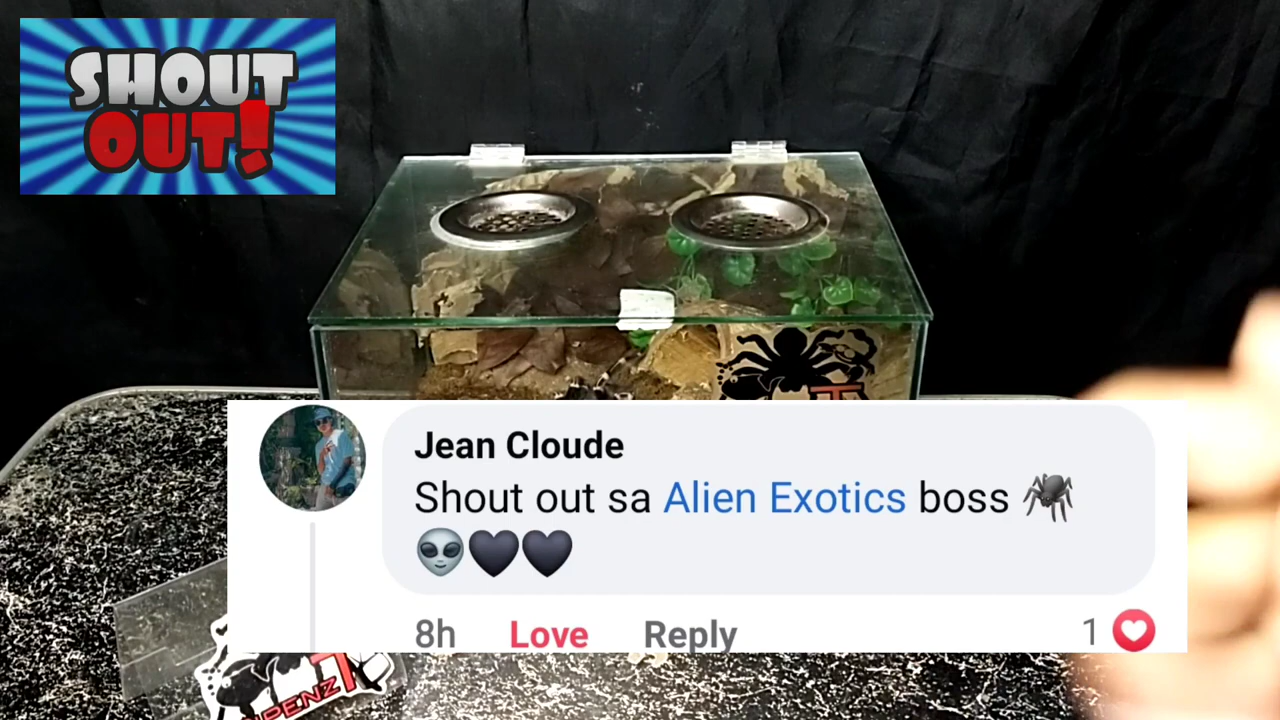 SHOUT
OUT!
Jean Cloude
Shout out sa Alien Exotics boss 🕷️
👽🖤🖤
8h Love Reply 1